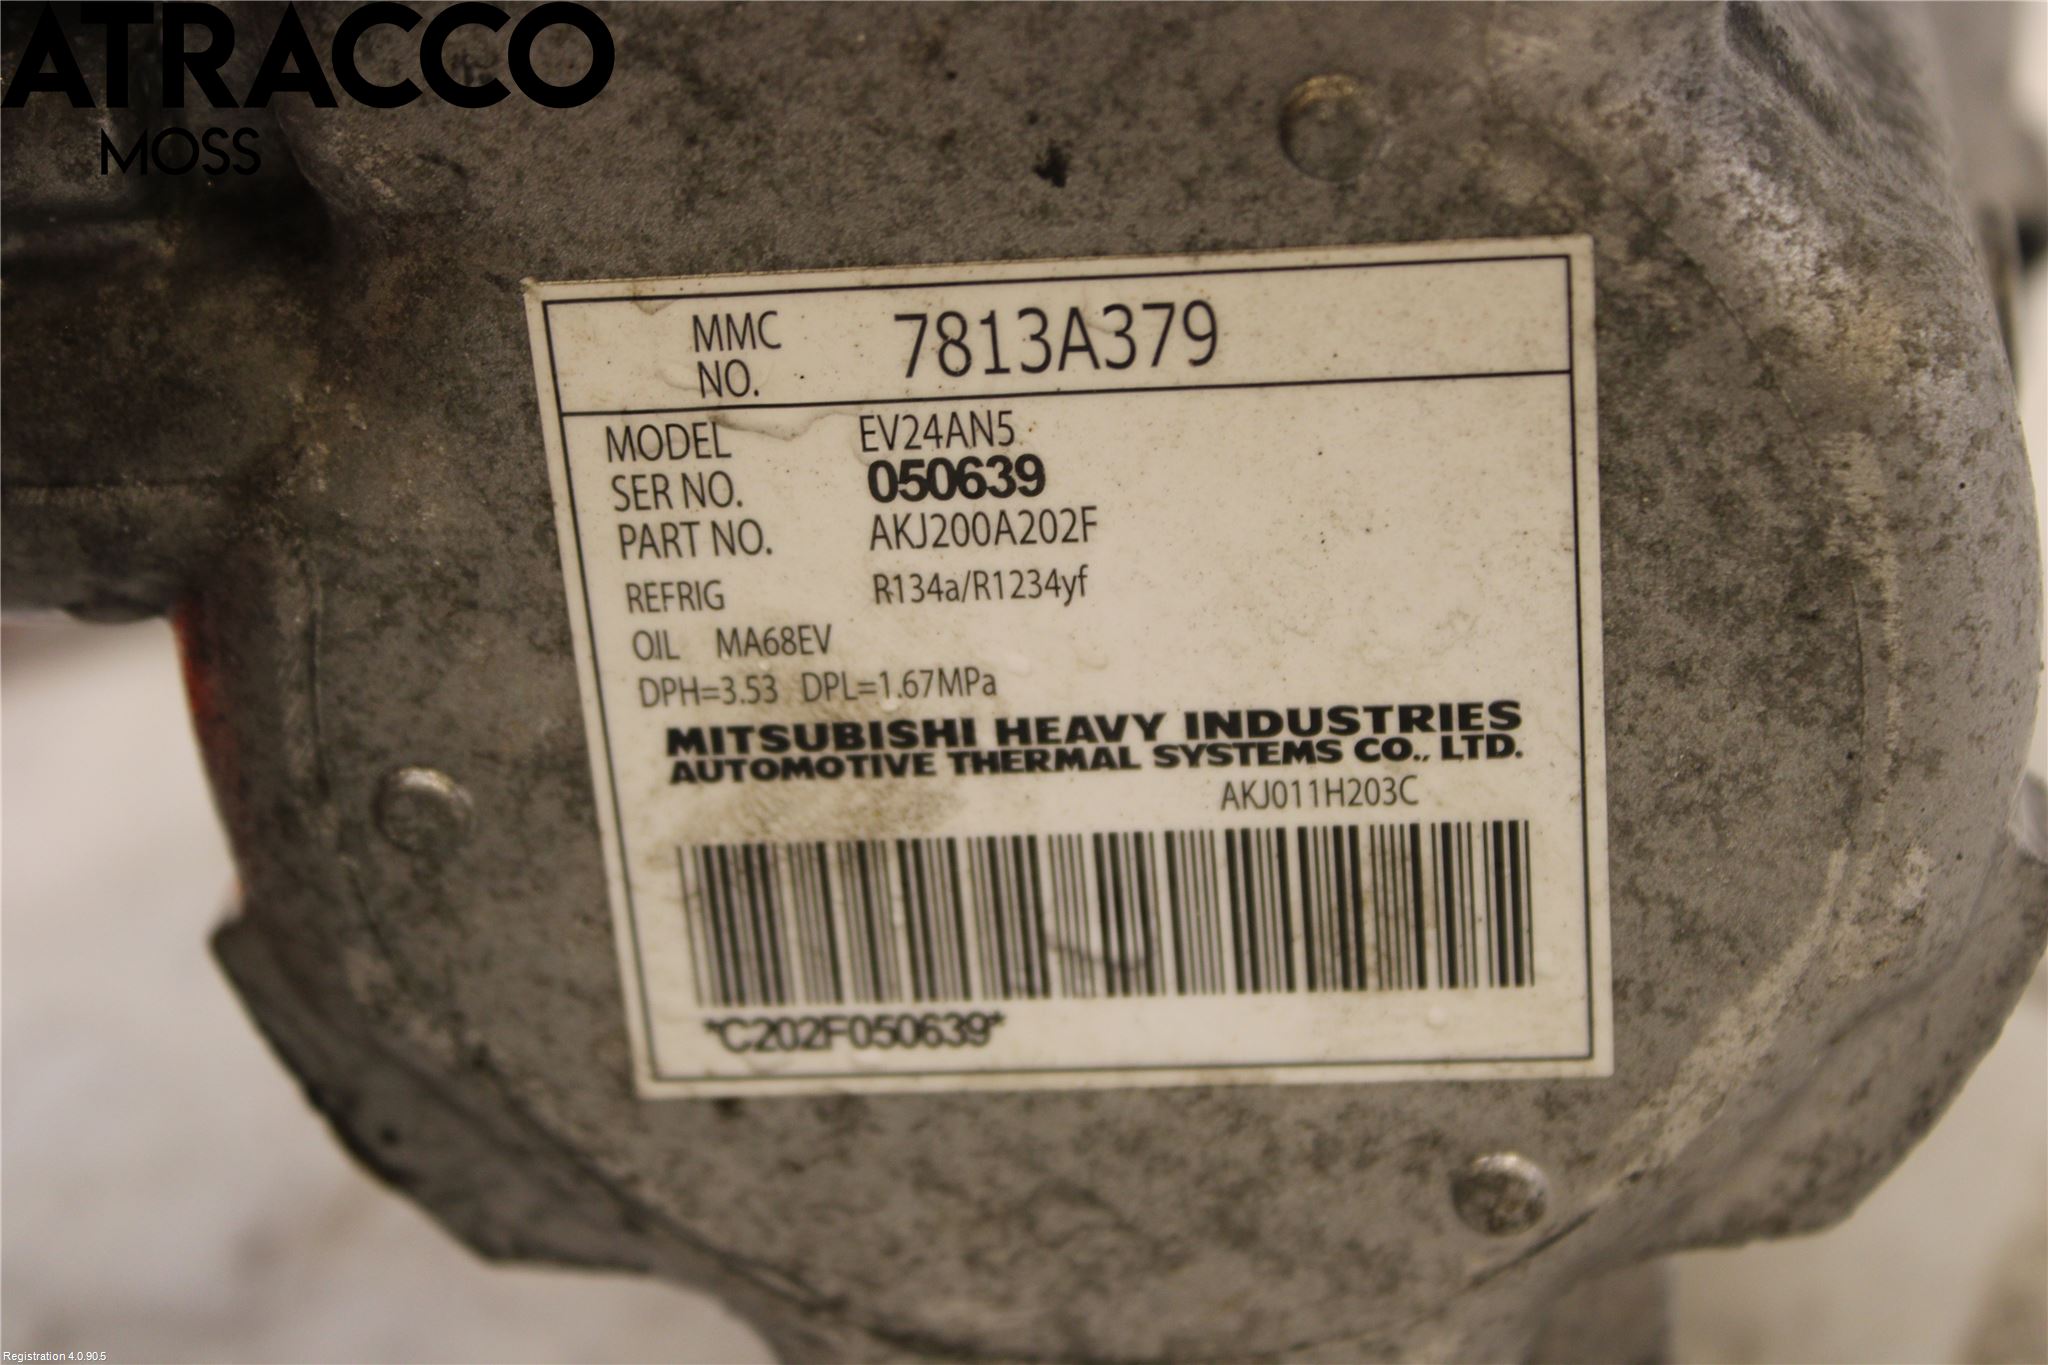 ATRACCO
MOSS
MMC
NO.
7813A379
MODEL EV24AN5
SER NO. 050639
PART NO. AKJ200A202F
REFRIG R134a/R1234yf
OIL MA68EV
DPH=3.53 DPL=1.67MPa
MITSUBISHI HEAVY INDUSTRIES
AUTOMOTIVE THERMAL SYSTEMS CO., LTD.
AKJ011H203C
*C202F050639*
Registration 4.0.90.5